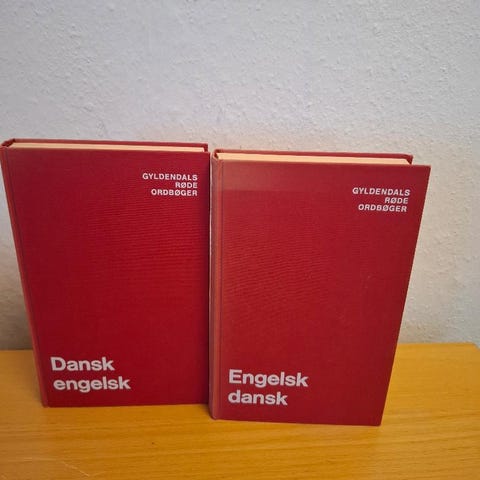 GYLDENDALS
RØDE
ORDBØGER
Dansk
engelsk
GYLDENDALS
RØDE
ORDBØGER
Engelsk
dansk